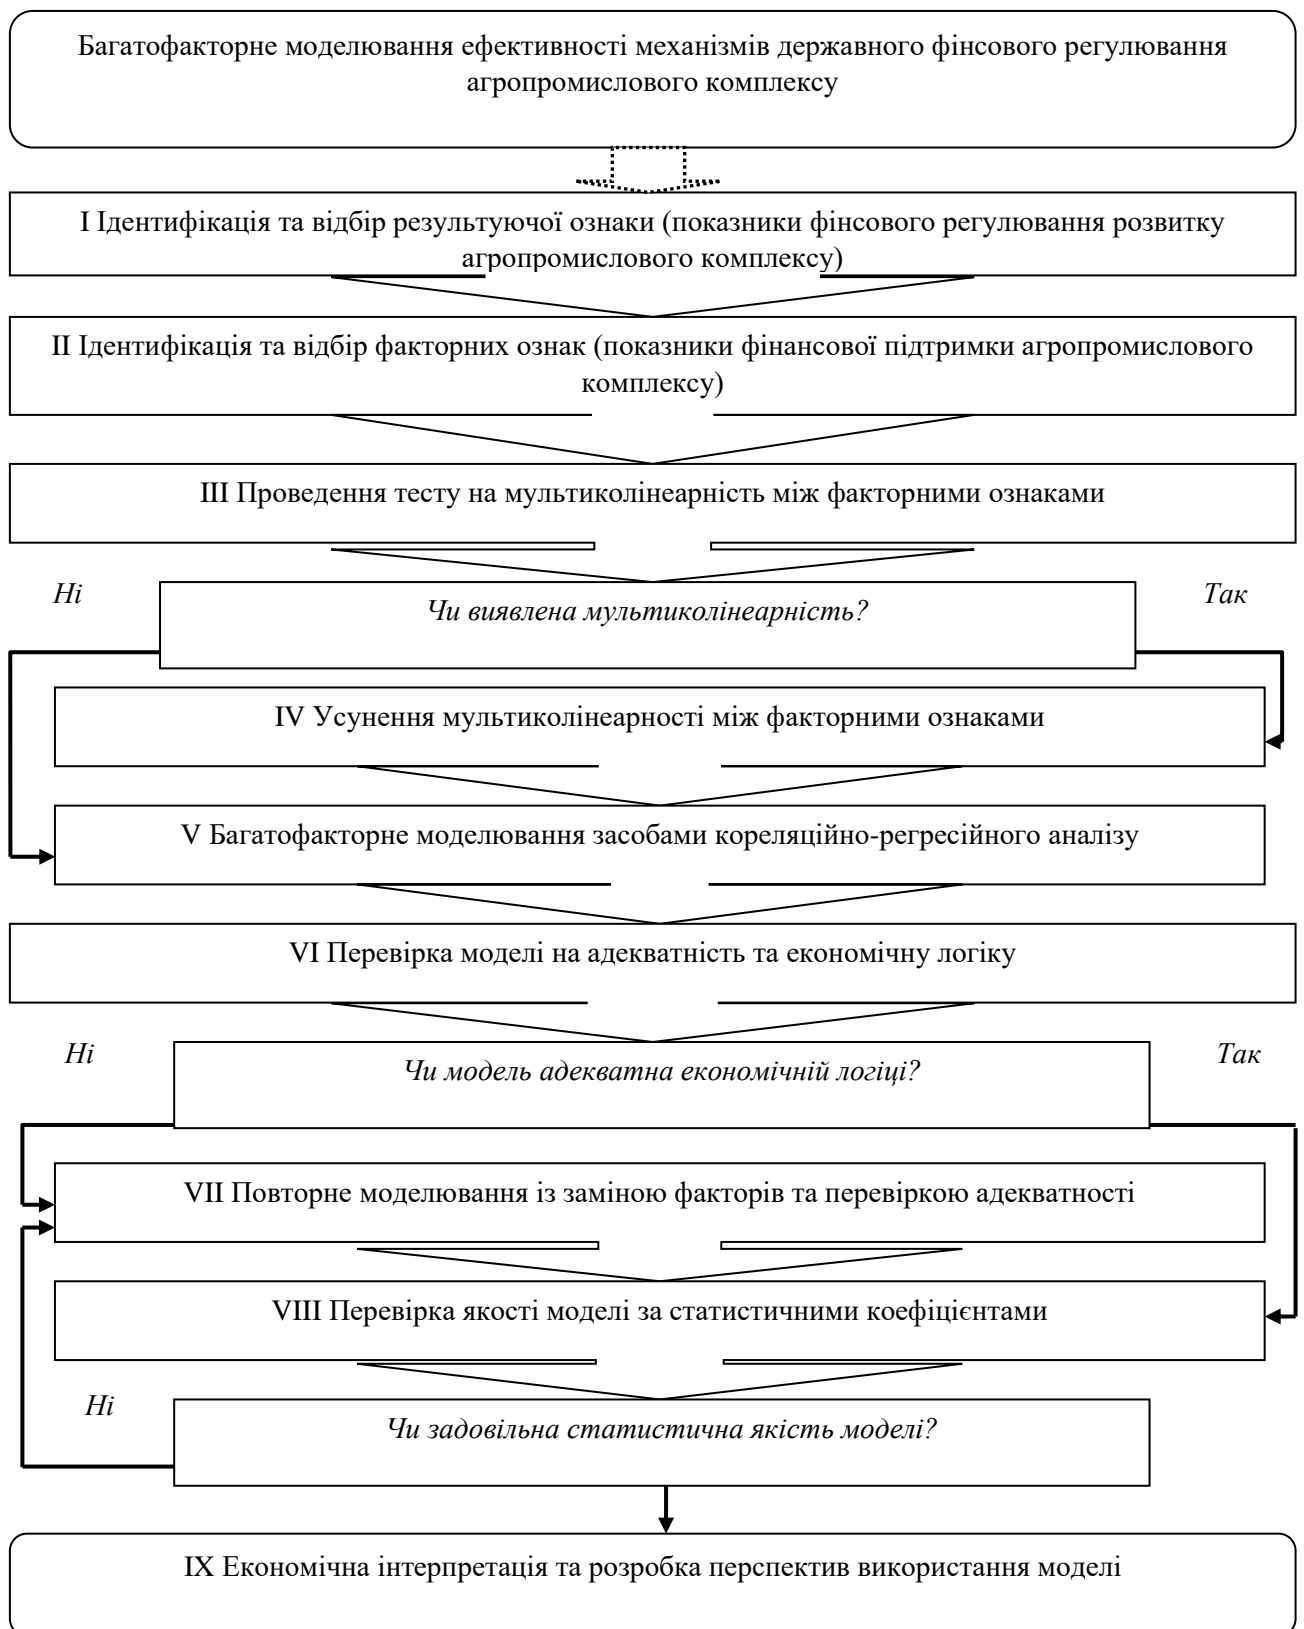 Багатофакторне моделювання ефективності механізмів державного фінсового регулювання
агропромислового комплексу
І Ідентифікація та відбір результуючої ознаки (показники фінсового регулювання розвитку
агропромислового комплексу)
ІІ Ідентифікація та відбір факторних ознак (показники фінансової підтримки агропромислового
комплексу)
ІІІ Проведення тесту на мультиколінеарність між факторними ознаками
Ні
Так
Чи виявлена мультиколінеарність?
IV Усунення мультиколінеарності між факторними ознаками
V Багатофакторне моделювання засобами кореляційно-регресійного аналізу
VI Перевірка моделі на адекватність та економічну логіку
Ні
Так
Чи модель адекватна економічній логіці?
VII Повторне моделювання із заміною факторів та перевіркою адекватності
VIII Перевірка якості моделі за статистичними коефіцієнтами
Ні
Чи задовільна статистична якість моделі?
IX Економічна інтерпретація та розробка перспектив використання моделі